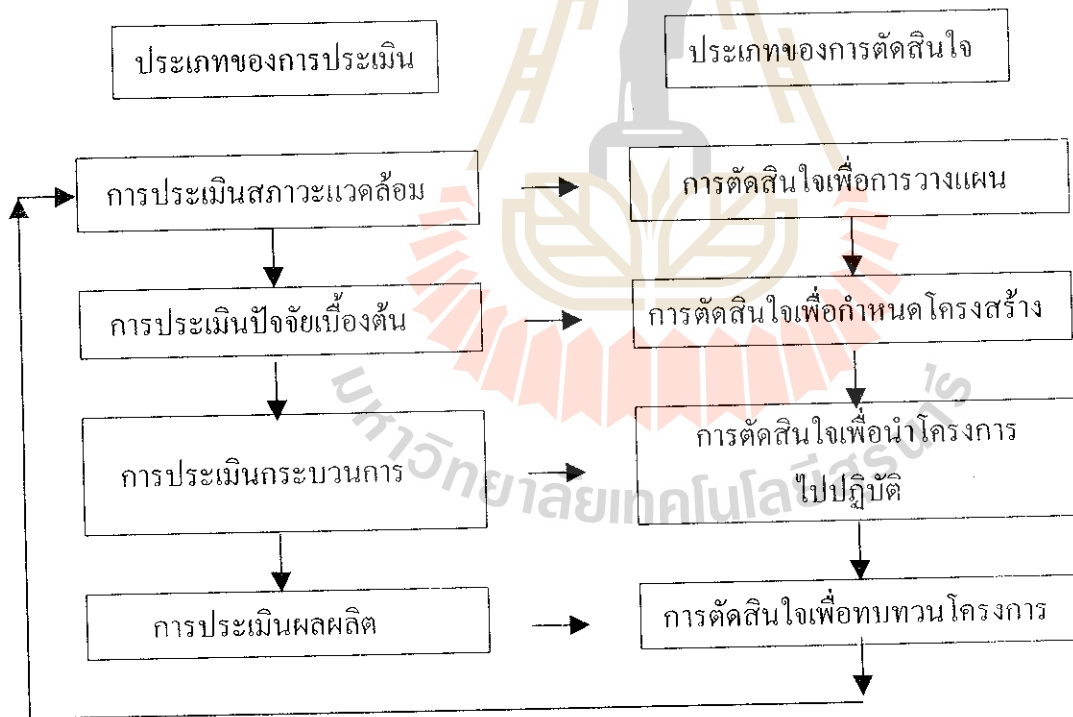 ประเภทของการประเมิน
ประเภทของการตัดสินใจ
การประเมินสภาวะแวดล้อม
การตัดสินใจเพื่อการวางแผน
การประเมินปัจจัยเบื้องต้น
การตัดสินใจเพื่อกำหนดโครงสร้าง
การประเมินกระบวนการ
การตัดสินใจเพื่อนำโครงการ
ไปปฏิบัติ
การประเมินผลผลิต
การตัดสินใจเพื่อทบทวนโครงการ
มหาวิทยาลัยเทคโนโลยีสุรนารี